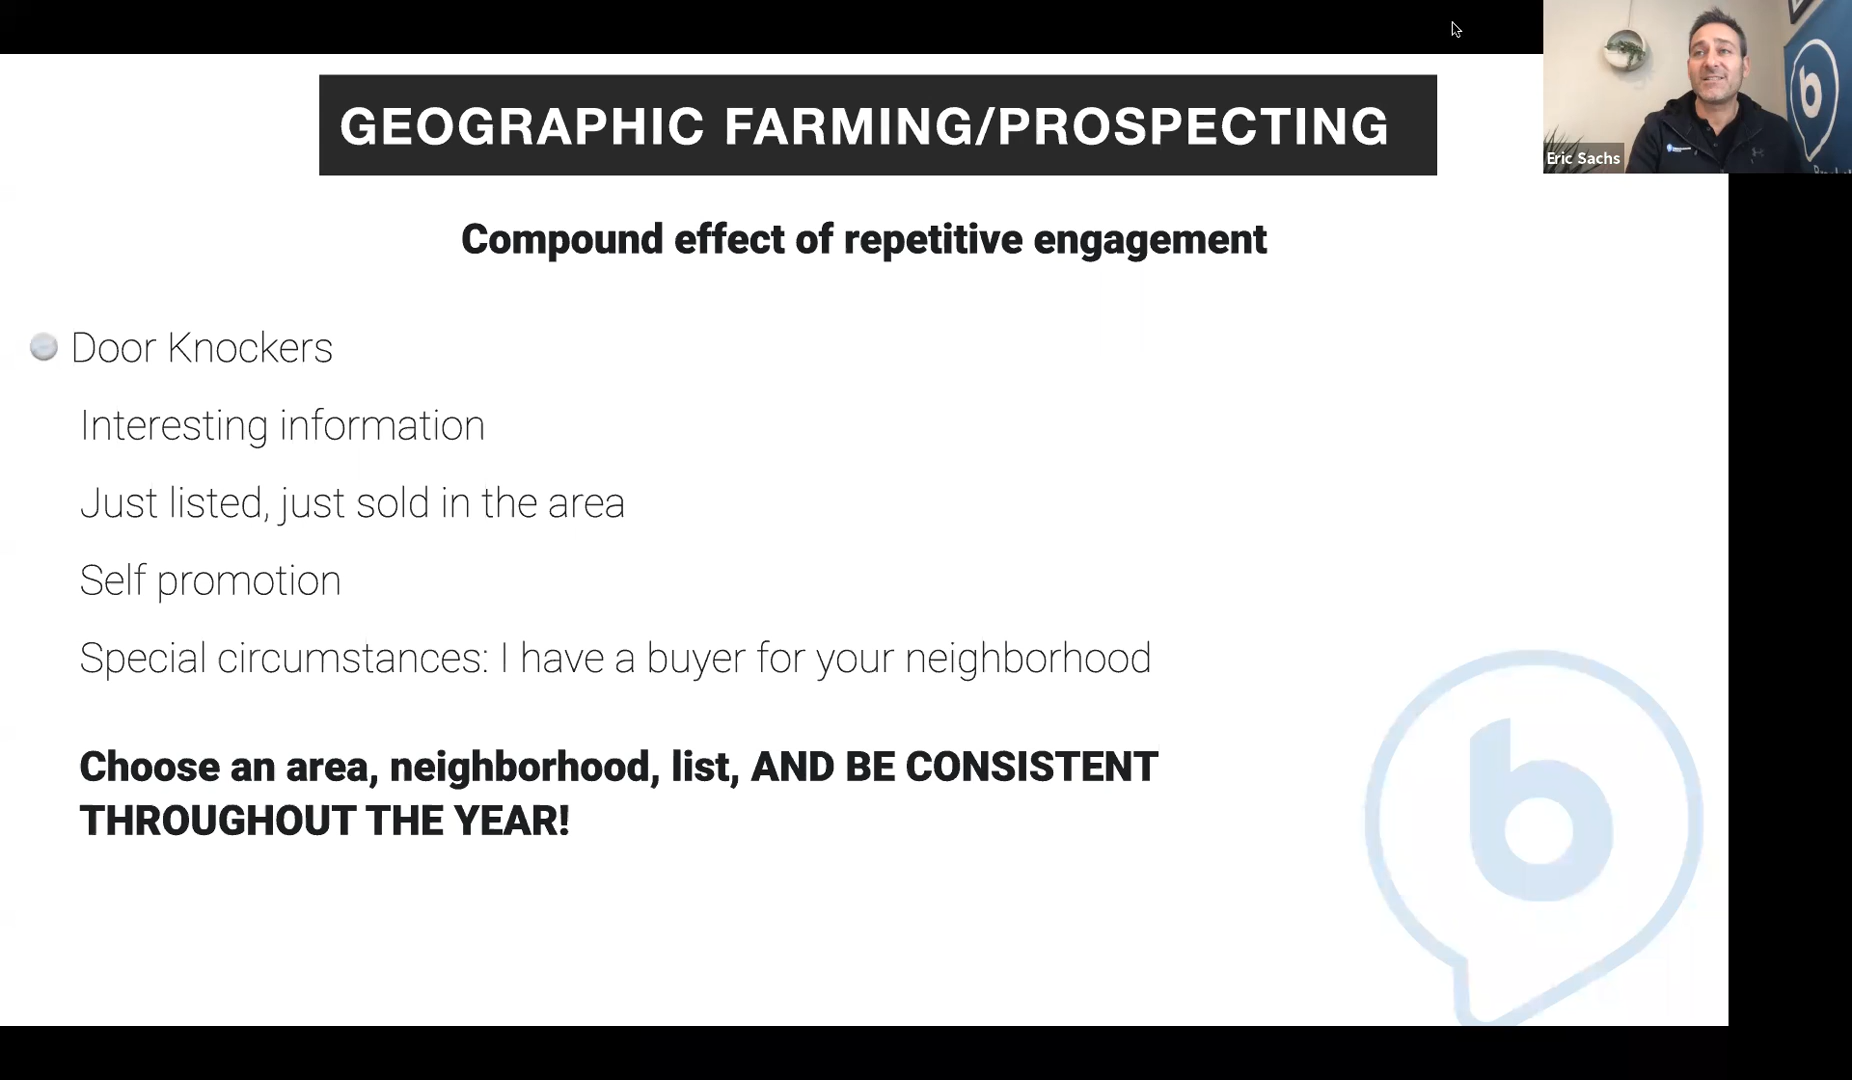 GEOGRAPHIC FARMING/PROSPECTING
Eric Sachs
Compound effect of repetitive engagement
Door Knockers
Interesting information
Just listed, just sold in the area
Self promotion
Special circumstances: I have a buyer for your neighborhood
Choose an area, neighborhood, list, AND BE CONSISTENT
THROUGHOUT THE YEAR!
b
b